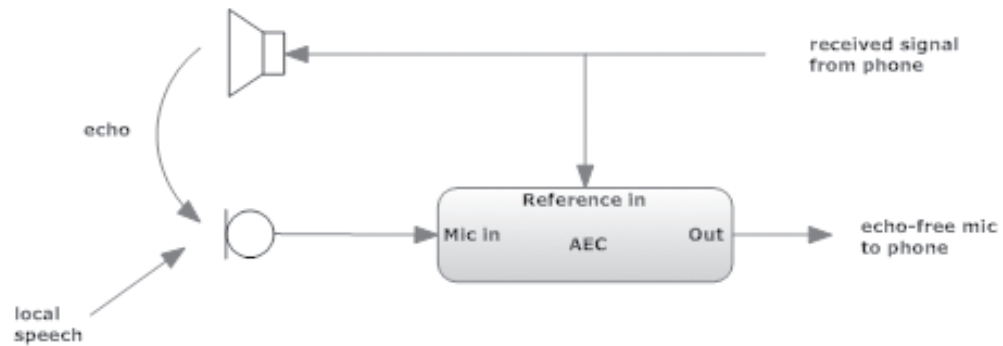 received signal
from phone
echo
Reference in
Mic in
AEC
Out
echo-free mic
to phone
local
speech